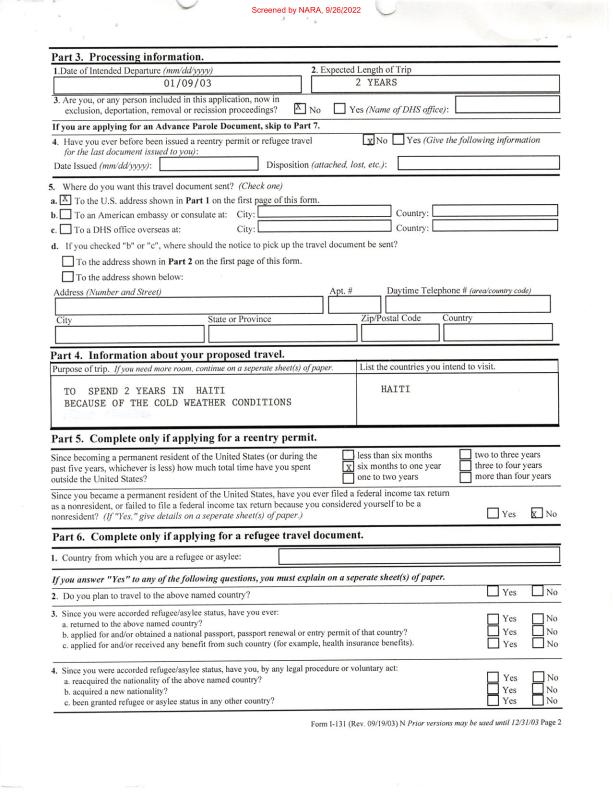 Screened by NARA, 9/26/2022
Part 3. Processing information.
1. Date of Intended Departure (mm/dd/yyyy)
2. Expected Length of Trip
01/09/03
2 YEARS
3. Are you, or any person included in this application, now in
exclusion, deportation, removal or recission proceedings?
X No
Yes (Name of DHS office):
If you are applying for an Advance Parole Document, skip to Part 7.
4. Have you ever before been issued a reentry permit or refugee travel
for the last document issued to you):
X No
Yes (Give the following information
Date Issued (mm/dd/yyyy):
Disposition (attached, lost, etc.):
5. Where do you want this travel document sent? (Check one)
a. X To the U.S. address shown in Part 1 on the first page of this form.
b. To an American embassy or consulate at: City: Country:
c. To a DHS office overseas at: City: Country:
d. If you checked "b" or "c", where should the notice to pick up the travel document be sent?
To the address shown in Part 2 on the first page of this form.
To the address shown below:
Address (Number and Street) Apt. # Daytime Telephone # (area/country code)
City State or Province Zip/Postal Code Country
Part 4. Information about your proposed travel.
Purpose of trip. If you need more room, continue on a seperate sheet(s) of paper.
List the countries you intend to visit.
TO SPEND 2 YEARS IN HAITI
BECAUSE OF THE COLD WEATHER CONDITIONS
HAITI
Part 5. Complete only if applying for a reentry permit.
Since becoming a permanent resident of the United States (or during the
past five years, whichever is less) how much total time have you spent
outside the United States?
less than six months
X six months to one year
one to two years
two to three years
three to four years
more than four years
Since you became a permanent resident of the United States, have you ever filed a federal income tax return
as a nonresident, or failed to file a federal income tax return because you considered yourself to be a
nonresident? (If "Yes," give details on a seperate sheet(s) of paper.)
Yes X No
Part 6. Complete only if applying for a refugee travel document.
1. Country from which you are a refugee or asylee:
If you answer "Yes" to any of the following questions, you must explain on a seperate sheet(s) of paper.
2. Do you plan to travel to the above named country? Yes No
3. Since you were accorded refugee/asylee status, have you ever:
a. returned to the above named country? Yes No
b. applied for and/or obtained a national passport, passport renewal or entry permit of that country? Yes No
c. applied for and/or received any benefit from such country (for example, health insurance benefits). Yes No
4. Since you were accorded refugee/asylee status, have you, by any legal procedure or voluntary act:
a. reacquired the nationality of the above named country? Yes No
b. acquired a new nationality? Yes No
c. been granted refugee or asylee status in any other country? Yes No
Form I-131 (Rev. 09/19/03) N Prior versions may be used until 12/31/03 Page 2